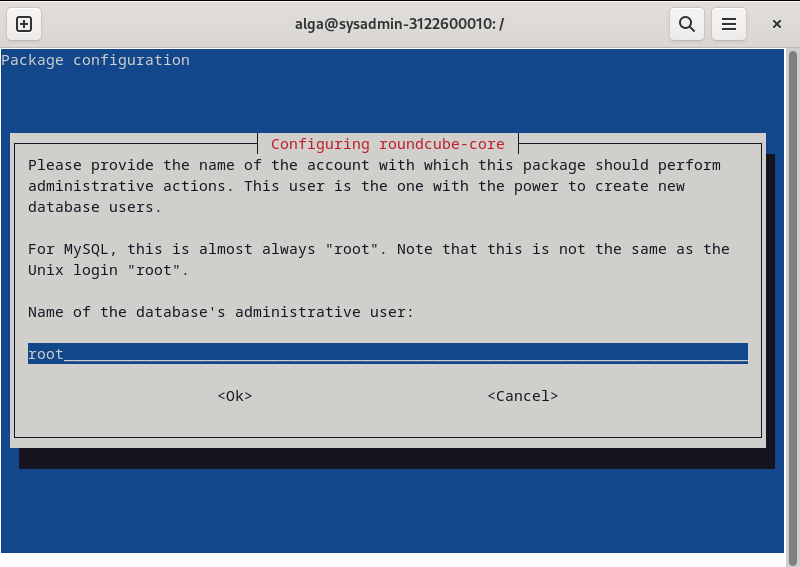 alga@sysadmin-3122600010: /
Package configuration
Configuring roundcube-core
Please provide the name of the account with which this package should perform
administrative actions. This user is the one with the power to create new
database users.
For MySQL, this is almost always "root". Note that this is not the same as the
Unix login "root".
Name of the database's administrative user:
root
<Ok> <Cancel>